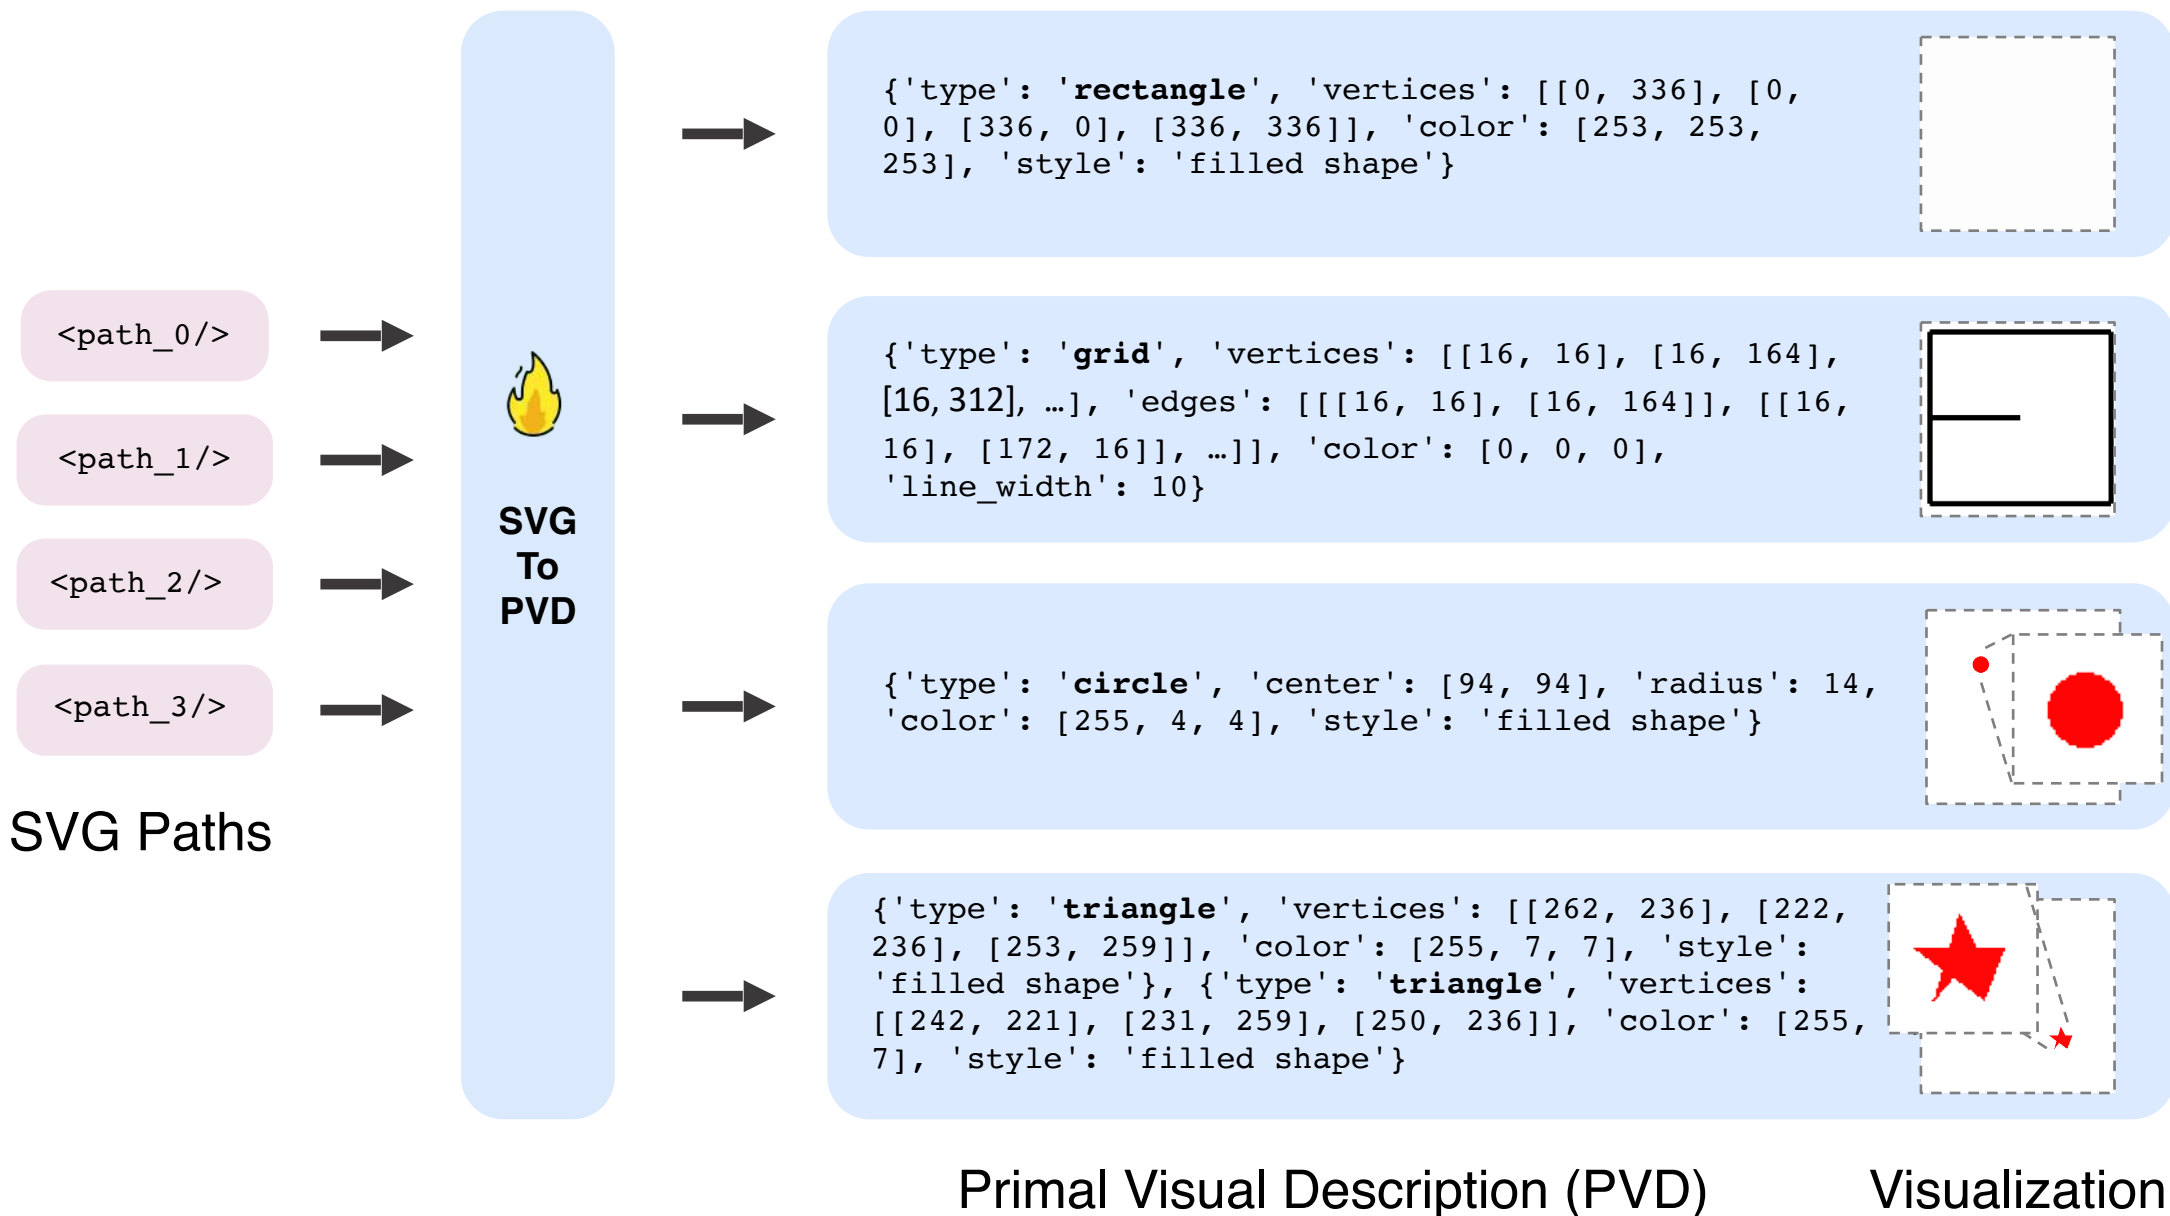 <path_0/>
<path_1/>
<path_2/>
<path_3/>
SVG Paths
SVG
To
PVD
{'type': 'rectangle', 'vertices': [[0, 336], [0,
0], [336, 0], [336, 336]], 'color': [253, 253,
253], 'style': 'filled shape'}
{'type': 'grid', 'vertices': [[16, 16], [16, 164],
[16, 312], …], 'edges': [[[16, 16], [16, 164]], [[16,
16], [172, 16]], …]], 'color': [0, 0, 0],
'line_width': 10}
{'type': 'circle', 'center': [94, 94], 'radius': 14,
'color': [255, 4, 4], 'style': 'filled shape'}
{'type': 'triangle', 'vertices': [[262, 236], [222,
236], [253, 259]], 'color': [255, 7, 7], 'style':
'filled shape'}, {'type': 'triangle', 'vertices':
[[242, 221], [231, 259], [250, 236]], 'color': [255,
7], 'style': 'filled shape'}
Primal Visual Description (PVD)
Visualization